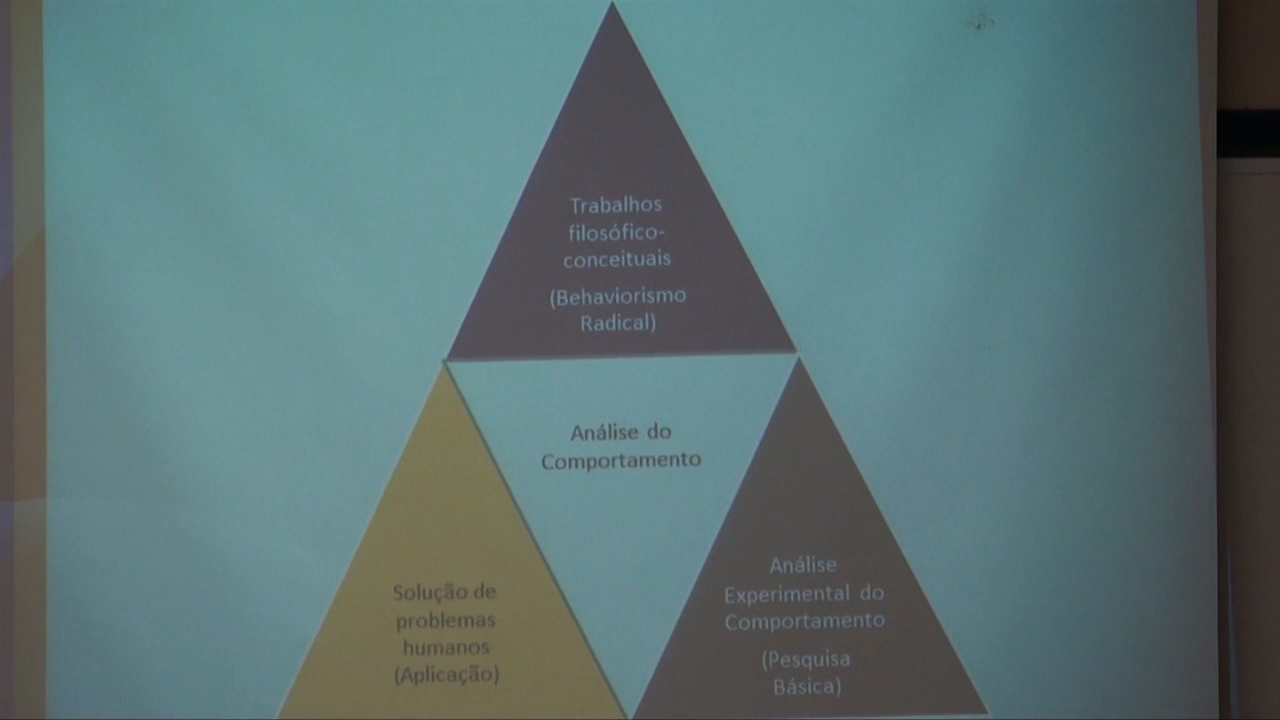 Trabalhos
filosófico-
conceituais
(Behaviorismo
Radical)
Análise do
Comportamento
Solução de
problemas
humanos
(Aplicação)
Análise
Experimental do
Comportamento
(Pesquisa
Básica)